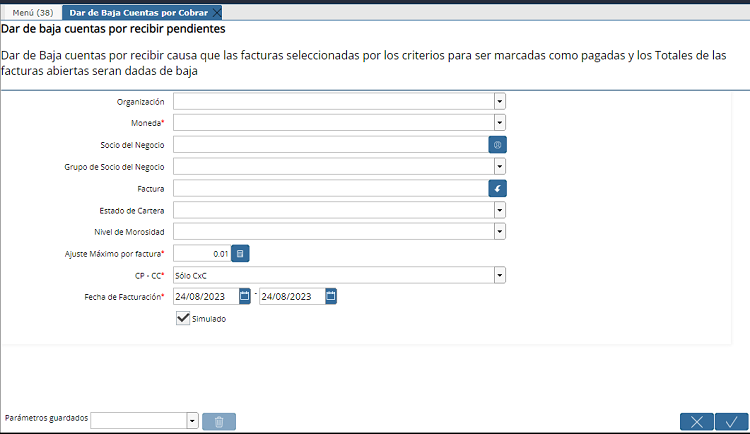 Menú (38) Dar de Baja Cuentas por Cobrar
Dar de baja cuentas por recibir pendientes
Dar de Baja cuentas por recibir causa que las facturas seleccionadas por los criterios para ser marcadas como pagadas y los Totales de las
facturas abiertas seran dadas de baja
Organización
Moneda*
Socio del Negocio
Grupo de Socio del Negocio
Factura
Estado de Cartera
Nivel de Morosidad
Ajuste Máximo por factura* 0.01
CP - CC* Sólo CxC
Fecha de Facturación* 24/08/2023 - 24/08/2023
Simulado
Parámetros guardados